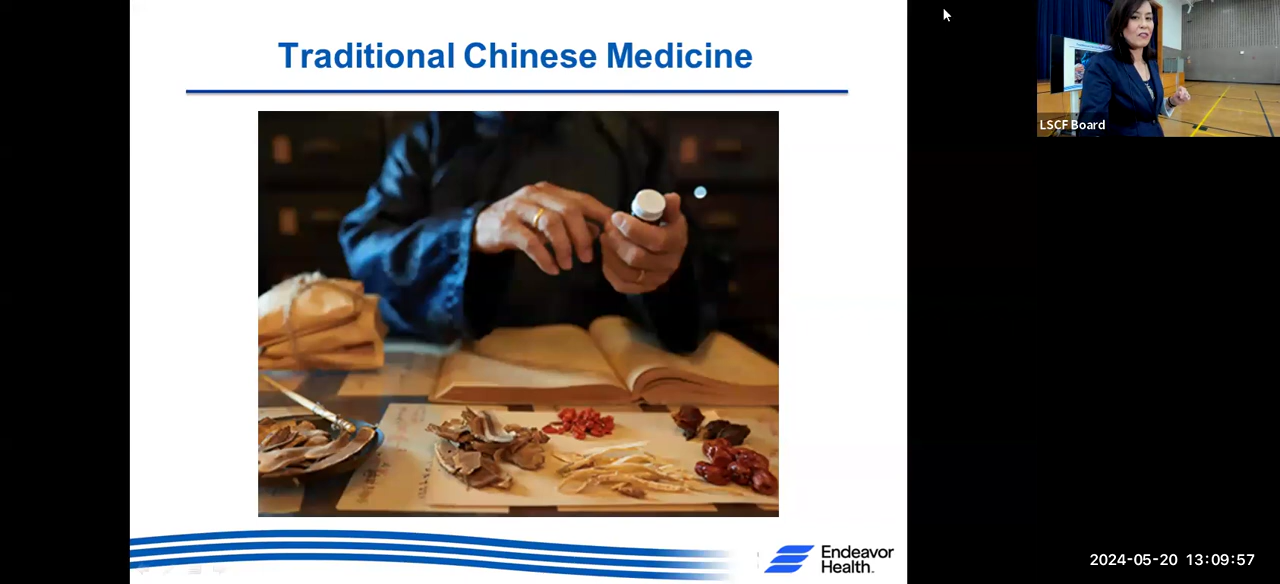 Traditional Chinese Medicine
LSCF Board
Endeavor
Health.
2024-05-20 13:09:57